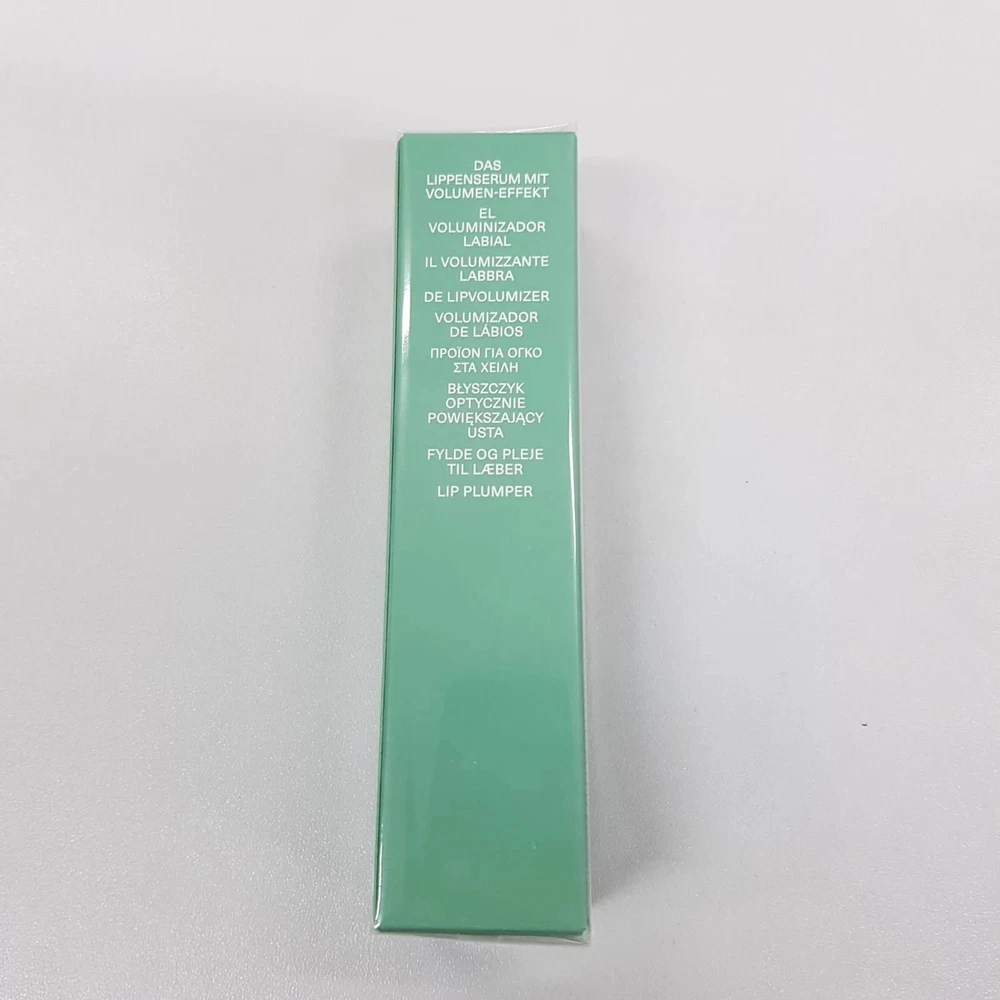 DAS
LIPPENSERUM MIT
VOLUMEN-EFFEKT
EL
VOLUMINIZADOR
LABIAL
IL VOLUMIZZANTE
LABBRA
DE LIPVOLUMIZER
VOLUMIZADOR
DE LÁBIOS
ΠΡΟΪΟΝ ΓΙΑ ΟΓΚΟ
ΣΤΑ ΧΕΙΛΗ
BŁYSZCZYK
OPTYCZNIE
POWIĘKSZAJĄCY
USTA
FYLDE OG PLEJE
TIL LÆBER
LIP PLUMPER